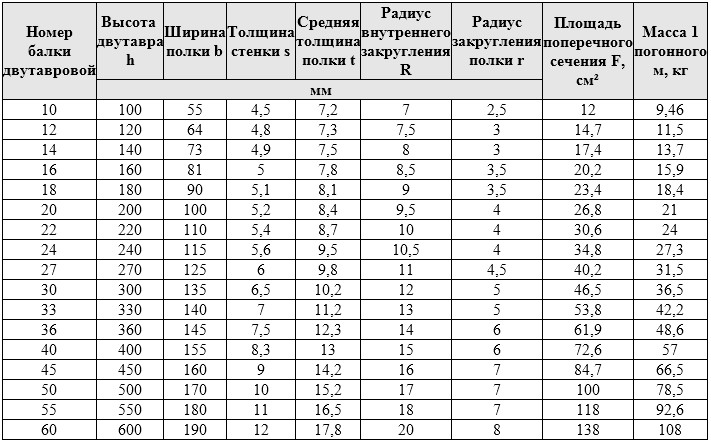 Номер балки двутавровой Высота двутавра h Ширина полки b Толщина стенки s Средняя толщина полки t Радиус внутреннего закругления R Радиус закругления полки r Площадь поперечного сечения F, см² Масса 1 погонного м, кг
мм
10 100 55 4,5 7,2 7 2,5 12 9,46
12 120 64 4,8 7,3 7,5 3 14,7 11,5
14 140 73 4,9 7,5 8 3 17,4 13,7
16 160 81 5 7,8 8,5 3,5 20,2 15,9
18 180 90 5,1 8,1 9 3,5 23,4 18,4
20 200 100 5,2 8,4 9,5 4 26,8 21
22 220 110 5,4 8,7 10 4 30,6 24
24 240 115 5,6 9,5 10,5 4 34,8 27,3
27 270 125 6 9,8 11 4,5 40,2 31,5
30 300 135 6,5 10,2 12 5 46,5 36,5
33 330 140 7 11,2 13 5 53,8 42,2
36 360 145 7,5 12,3 14 6 61,9 48,6
40 400 155 8,3 13 15 6 72,6 57
45 450 160 9 14,2 16 7 84,7 66,5
50 500 170 10 15,2 17 7 100 78,5
55 550 180 11 16,5 18 7 118 92,6
60 600 190 12 17,8 20 8 138 108